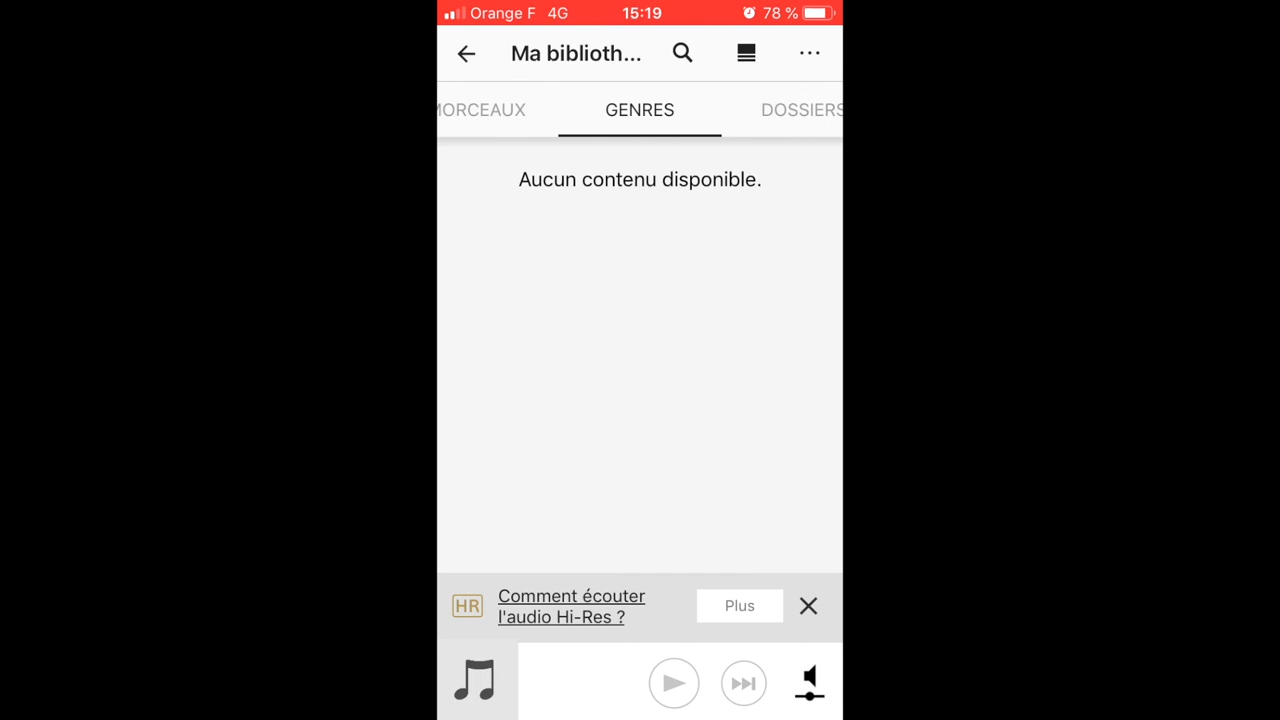 Orange F 4G 15:19 78 %
Ma biblioth...
MORCEAUX GENRES DOSSIERS
Aucun contenu disponible.
HR
Comment écouter
l'audio Hi-Res ?
Plus